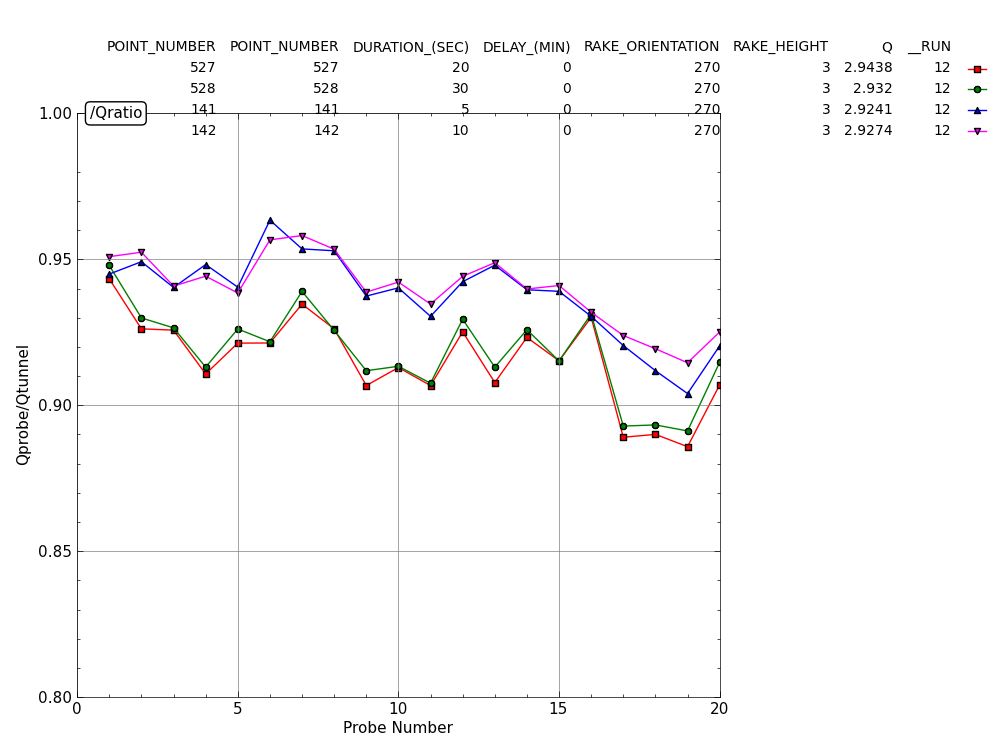 POINT_NUMBER POINT_NUMBER DURATION_(SEC) DELAY_(MIN) RAKE_ORIENTATION RAKE_HEIGHT Q __RUN
527 527 20 0 270 3 2.9438 12
528 528 30 0 270 3 2.932 12
141 141 5 0 270 3 2.9241 12
142 142 10 0 270 3 2.9274 12
/Qratio
1.00
0.95
0.90
0.85
0.80
Qprobe/Qtunnel
0 5 10 15 20
Probe Number